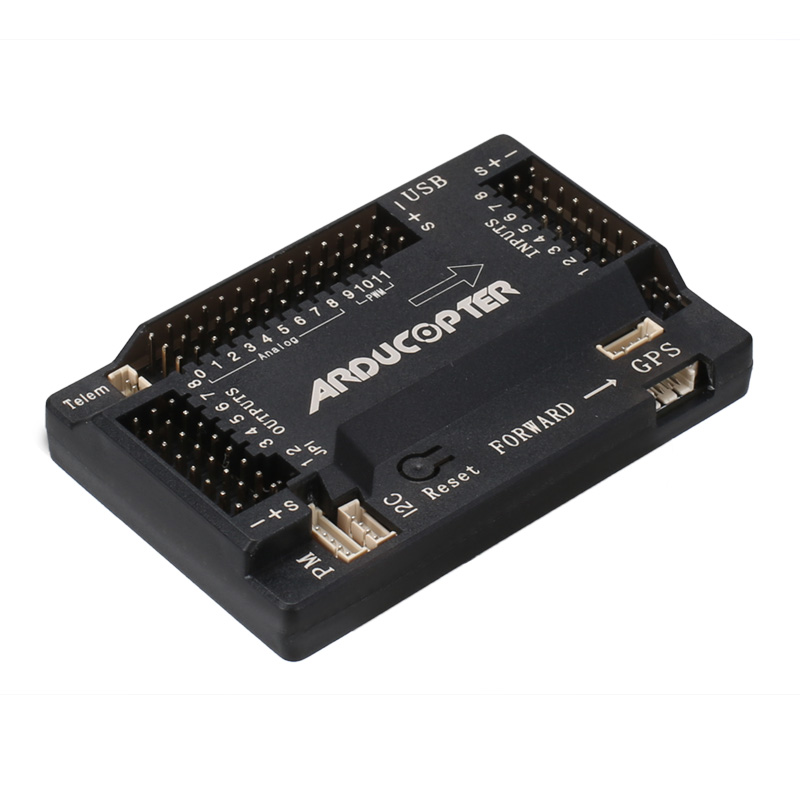 USB
S + −
S + −
INPUTS
1 2 3 4 5 6 7 8
0 1 2 3 4 5 6 7 8 9 10 11
Analog
PWM
ARDUCOPTER
Telem
OUTPUTS
1 2 3 4 5 6 7 8
JP1
− + S
GPS
FORWARD
Reset
I2C
PM